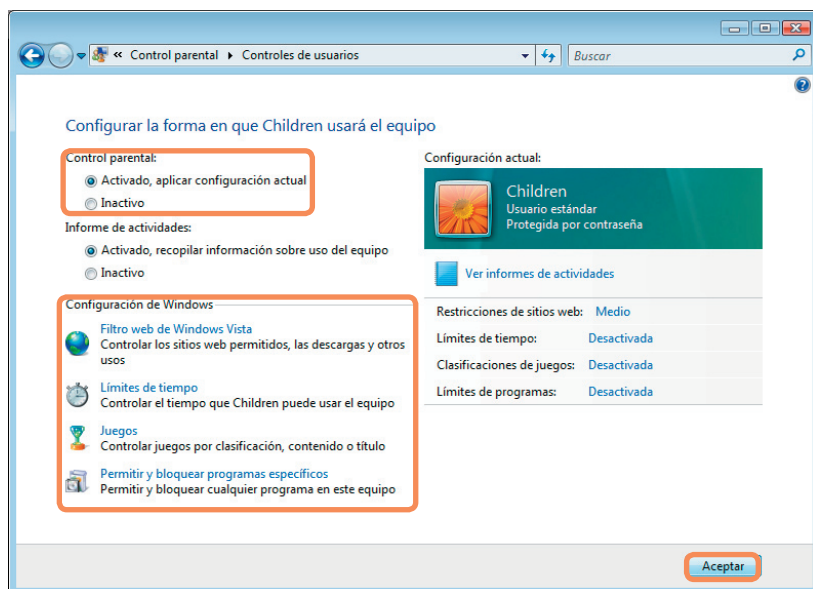 « Control parental ▸ Controles de usuarios
Buscar
Configurar la forma en que Children usará el equipo
Control parental:
Activado, aplicar configuración actual
Inactivo
Informe de actividades:
Activado, recopilar información sobre uso del equipo
Inactivo
Configuración de Windows
Filtro web de Windows Vista
Controlar los sitios web permitidos, las descargas y otros
usos
Límites de tiempo
Controlar el tiempo que Children puede usar el equipo
Juegos
Controlar juegos por clasificación, contenido o título
Permitir y bloquear programas específicos
Permitir y bloquear cualquier programa en este equipo
Configuración actual:
Children
Usuario estándar
Protegida por contraseña
Ver informes de actividades
Restricciones de sitios web: Medio
Límites de tiempo: Desactivada
Clasificaciones de juegos: Desactivada
Límites de programas: Desactivada
Aceptar